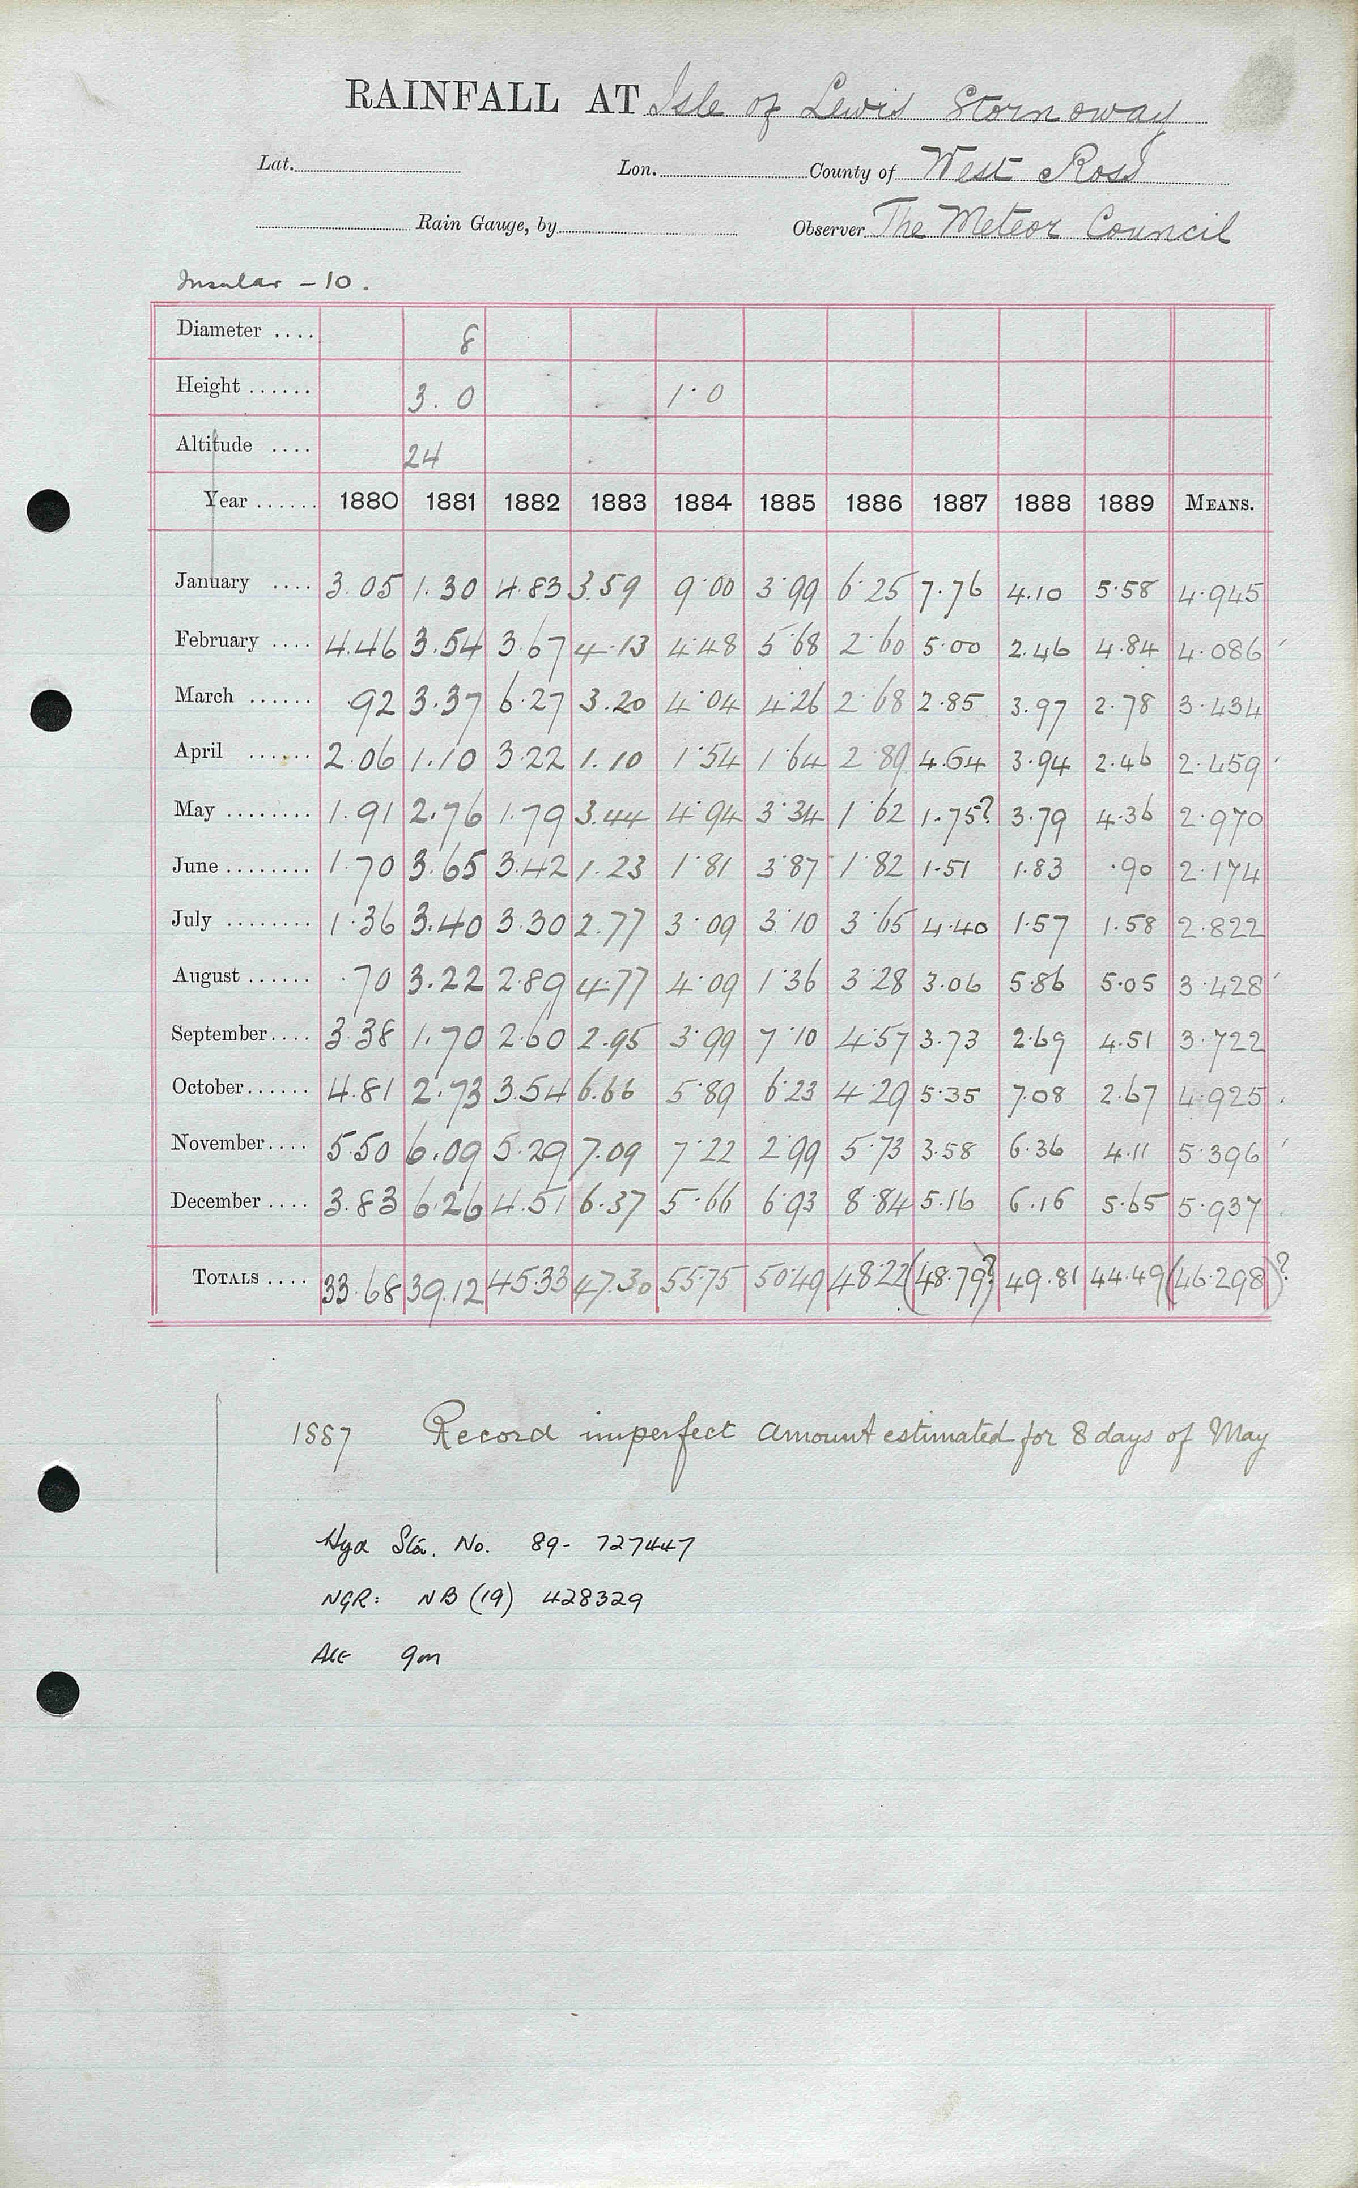 RAINFALL AT Isle of Lewis Stornoway
Lat. Lon. County of West Ross
Rain Gauge, by Observer The Meteor Council
Insular - 10.
Diameter .... 8
Height ...... 3.0 1.0
Altitude .... 24
Year ...... 1880 1881 1882 1883 1884 1885 1886 1887 1888 1889 MEANS.
January .... 3.05 1.30 4.83 3.59 9.00 3.99 6.25 7.76 4.10 5.58 4.945
February .... 4.46 3.54 3.67 4.13 4.48 5.68 2.60 5.00 2.46 4.84 4.086
March ...... .92 3.37 6.27 3.20 4.04 4.26 2.68 2.85 3.97 2.78 3.434
April ...... 2.06 1.10 3.22 1.10 1.54 1.64 2.89 4.64 3.94 2.46 2.459
May ........ 1.91 2.76 1.79 3.44 4.94 3.34 1.62 1.75? 3.79 4.36 2.970
June ........ 1.70 3.65 3.42 1.23 1.81 3.87 1.82 1.51 1.83 .90 2.174
July ........ 1.36 3.40 3.30 2.77 3.09 3.10 3.65 4.40 1.57 1.58 2.822
August ...... .70 3.22 2.89 4.77 4.09 1.36 3.28 3.06 5.86 5.05 3.428
September .... 3.38 1.70 2.60 2.95 3.99 7.10 4.57 3.73 2.69 4.51 3.722
October ...... 4.81 2.73 3.54 6.66 5.89 6.23 4.29 5.35 7.08 2.67 4.925
November .... 5.50 6.09 5.29 7.09 7.22 2.99 5.73 3.58 6.36 4.11 5.396
December .... 3.83 6.26 4.51 6.37 5.66 6.93 8.84 5.16 6.16 5.65 5.937
TOTALS .... 33.68 39.12 45.33 47.30 55.75 50.49 48.22 (48.79?) 49.81 44.49 (46.298)?
1887 Record imperfect amount estimated for 8 days of May
Hyd Sta. No. 89- 727447
NGR: NB (19) 428329
Alt 9m